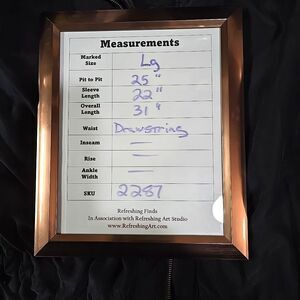 Measurements
Marked Size Lg
Pit to Pit 25"
Sleeve Length 22"
Overall Length 31"
Waist Drawstring
Inseam —
Rise —
Ankle Width —
SKU 2287
Refreshing Finds
In Association with Refreshing Art Studio
www.RefreshingArt.com